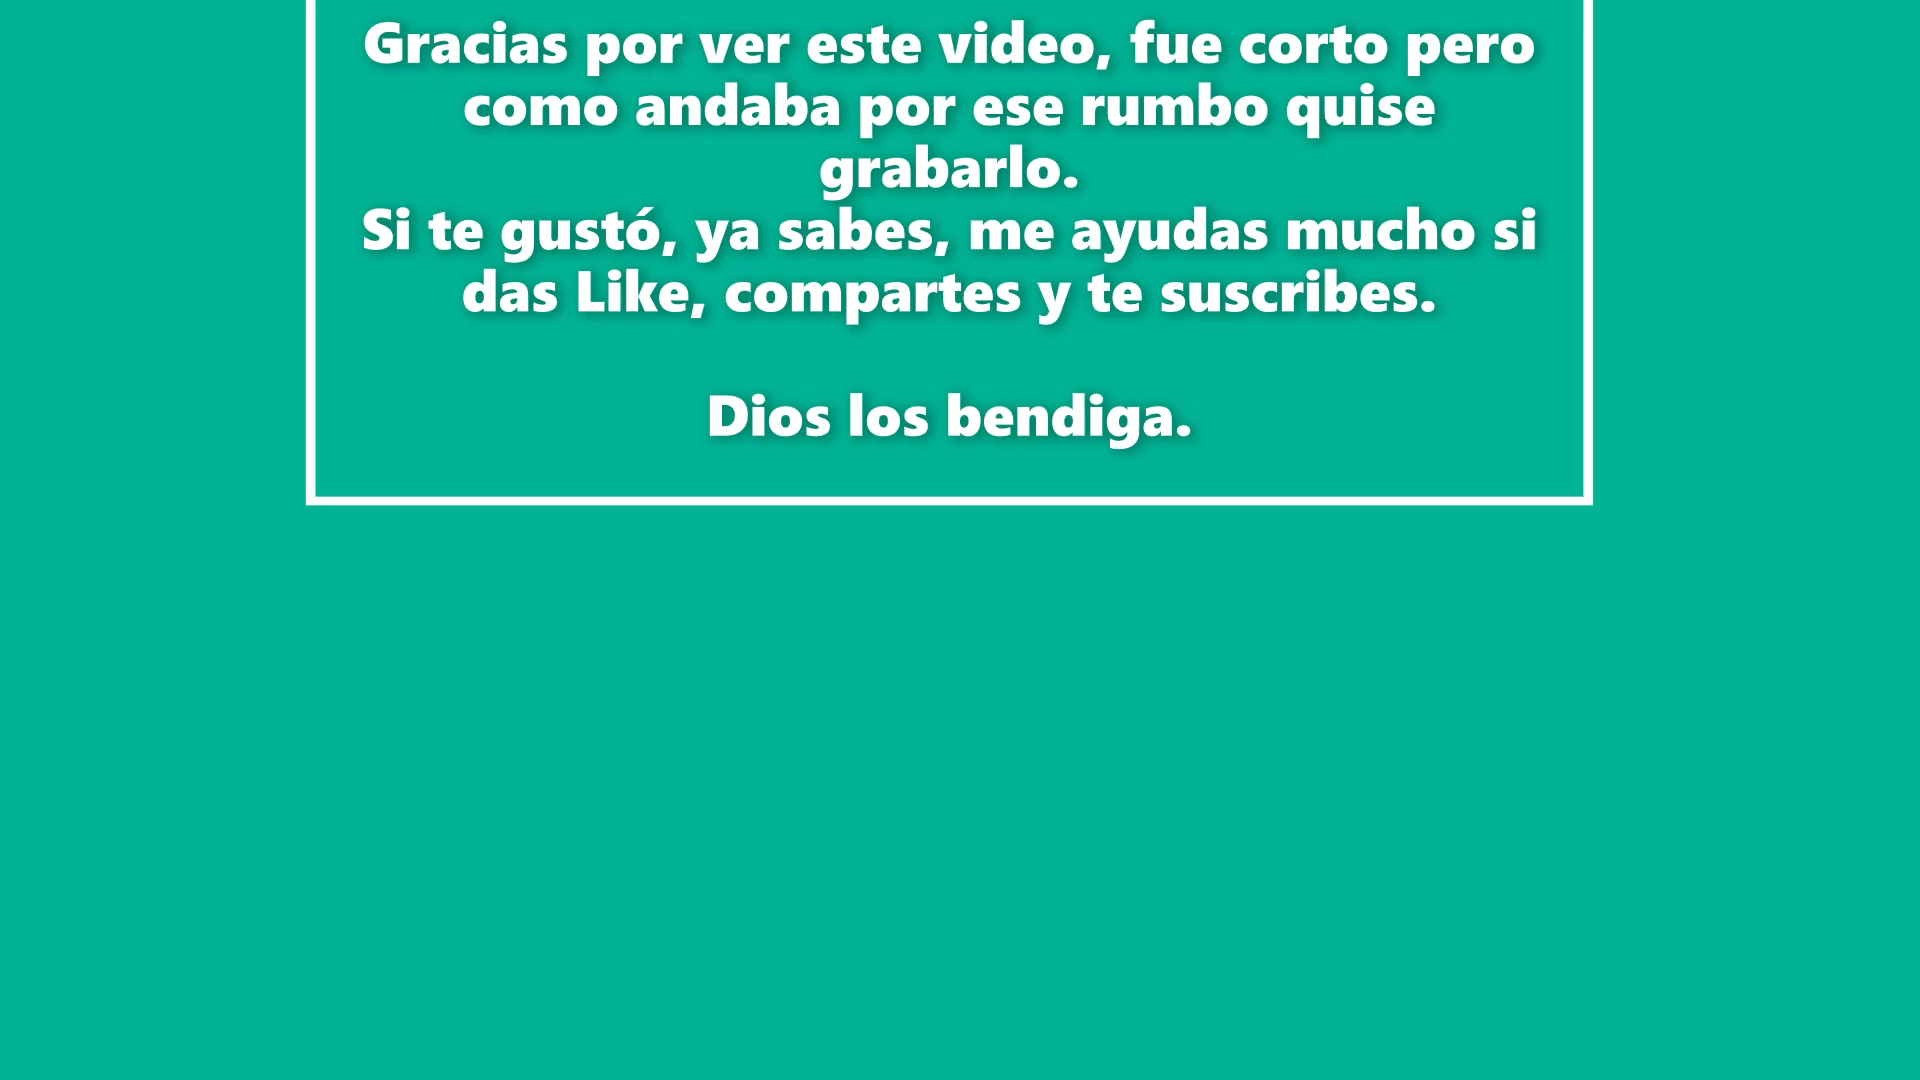 Gracias por ver este video, fue corto pero
como andaba por ese rumbo quise
grabarlo.
Si te gustó, ya sabes, me ayudas mucho si
das Like, compartes y te suscribes.
Dios los bendiga.